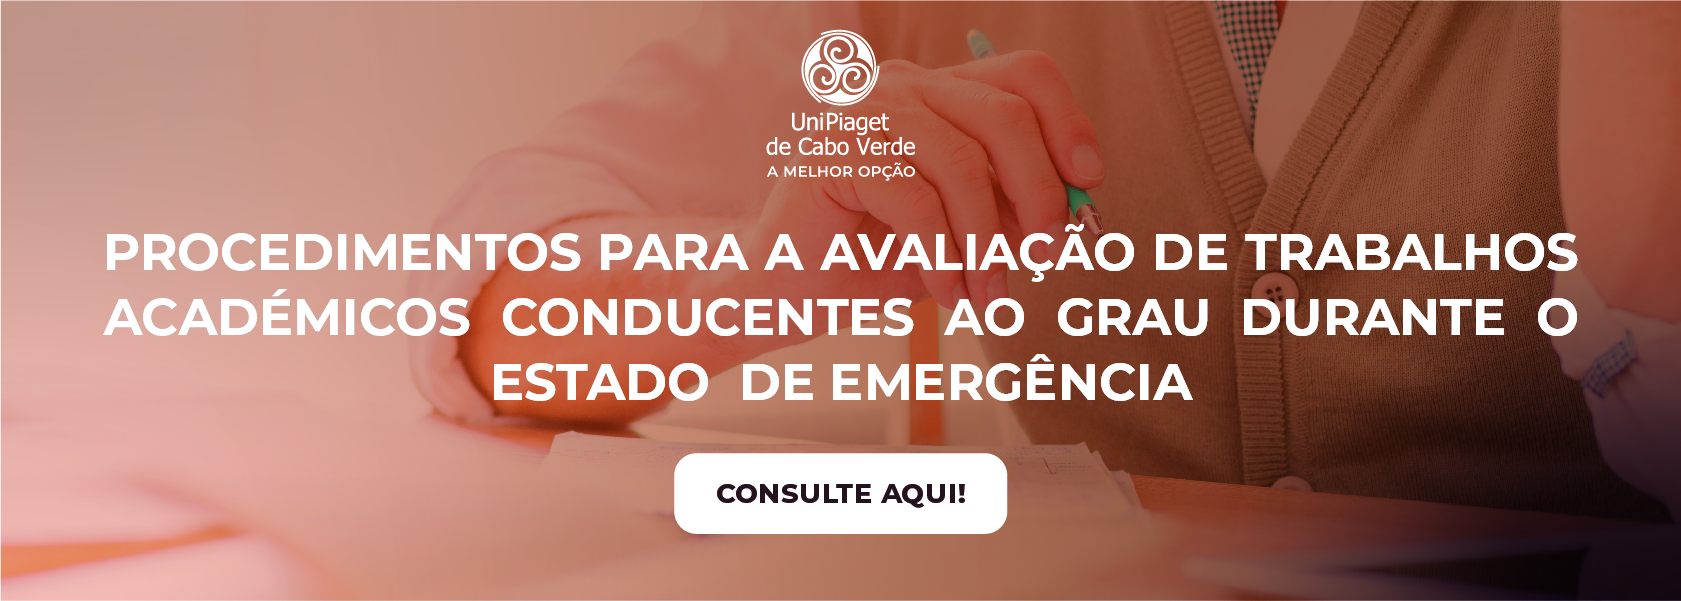 UniPiaget
de Cabo Verde
A MELHOR OPÇÃO
PROCEDIMENTOS PARA A AVALIAÇÃO DE TRABALHOS
ACADÉMICOS CONDUCENTES AO GRAU DURANTE O
ESTADO DE EMERGÊNCIA
CONSULTE AQUI!